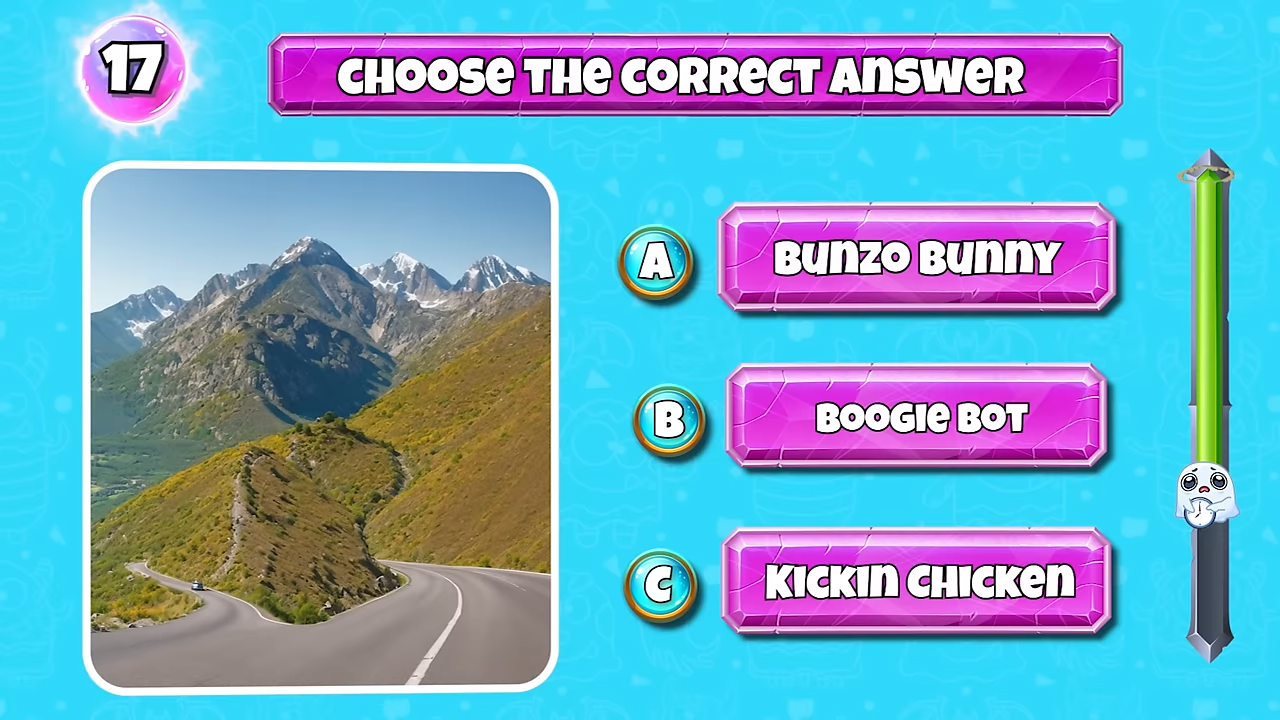 17
CHOOSE THE CORRECT ANSWER
A
BUNZO BUNNY
B
BOOGIE BOT
C
KICKIN CHICKEN